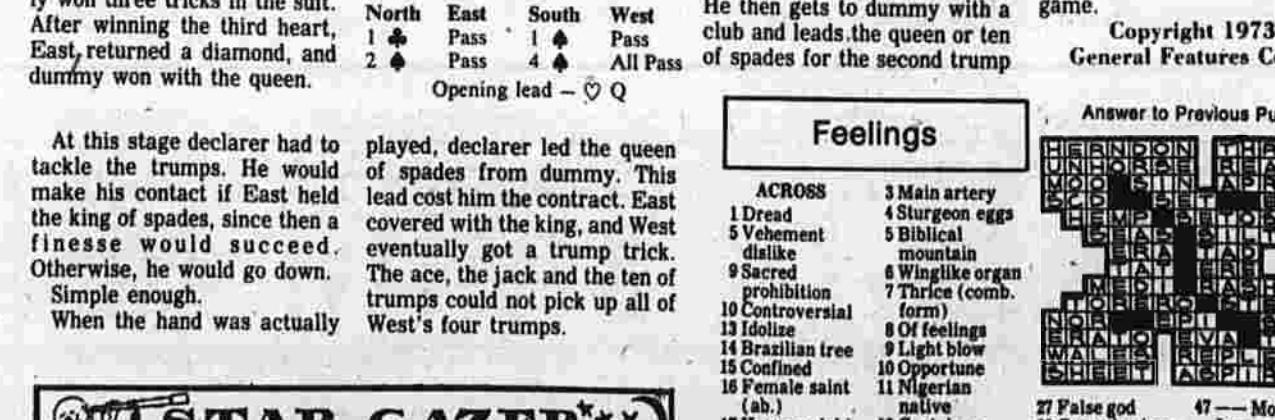 ly won three tricks in the suit.
After winning the third heart,
East returned a diamond, and
dummy won with the queen.
North East South West
1 ♣ Pass 1 ♠ Pass
2 ♠ Pass 4 ♠ All Pass
Opening lead — ♡ Q
At this stage declarer had to
tackle the trumps. He would
make his contact if East held
the king of spades, since then a
finesse would succeed.
Otherwise, he would go down.
Simple enough.
When the hand was actually
played, declarer led the queen
of spades from dummy. This
lead cost him the contract. East
covered with the king, and West
eventually got a trump trick.
The ace, the jack and the ten of
trumps could not pick up all of
West's four trumps.
He then gets to dummy with a
club and leads the queen or ten
of spades for the second trump
game.
Copyright 1973
General Features
Feelings
ACROSS
1 Dread
5 Vehement
dislike
9 Sacred
prohibition
10 Controversial
13 Idolize
14 Brazilian tree
15 Confined
16 Female saint
(ab.)
3 Main artery
4 Sturgeon eggs
5 Biblical
mountain
6 Winglike organ
7 Thrice (comb.
form)
8 Of feelings
9 Light blow
10 Opportune
11 Nigerian
native
Answer to Previous
27 False god
47 —
STAR GAZER